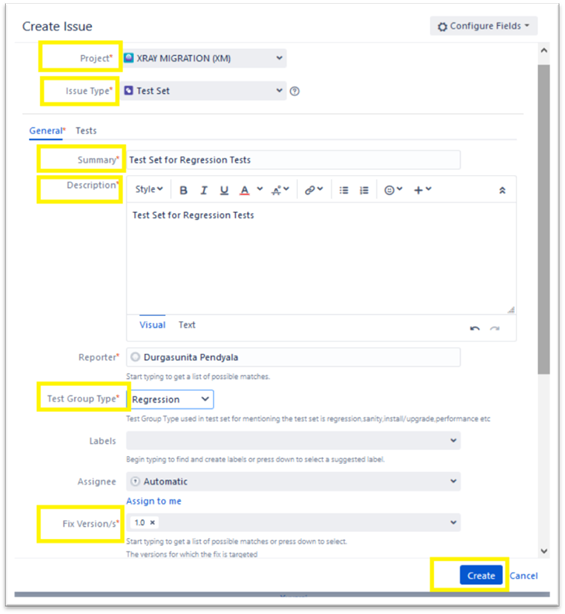 Create Issue
Configure Fields
Project*
XRAY MIGRATION (XM)
Issue Type*
Test Set
General* Tests
Summary*
Test Set for Regression Tests
Description*
Style B I U A
Test Set for Regression Tests
Visual Text
Reporter*
Durgasunita Pendyala
Start typing to get a list of possible matches.
Test Group Type*
Regression
Test Group Type used in test set for mentioning the test set is regression,sanity,install/upgrade,performance etc
Labels
Begin typing to find and create labels or press down to select a suggested label.
Assignee
Automatic
Assign to me
Fix Version/s*
1.0 ×
Start typing to get a list of possible matches or press down to select.
The versions for which the fix is targeted
Create Cancel